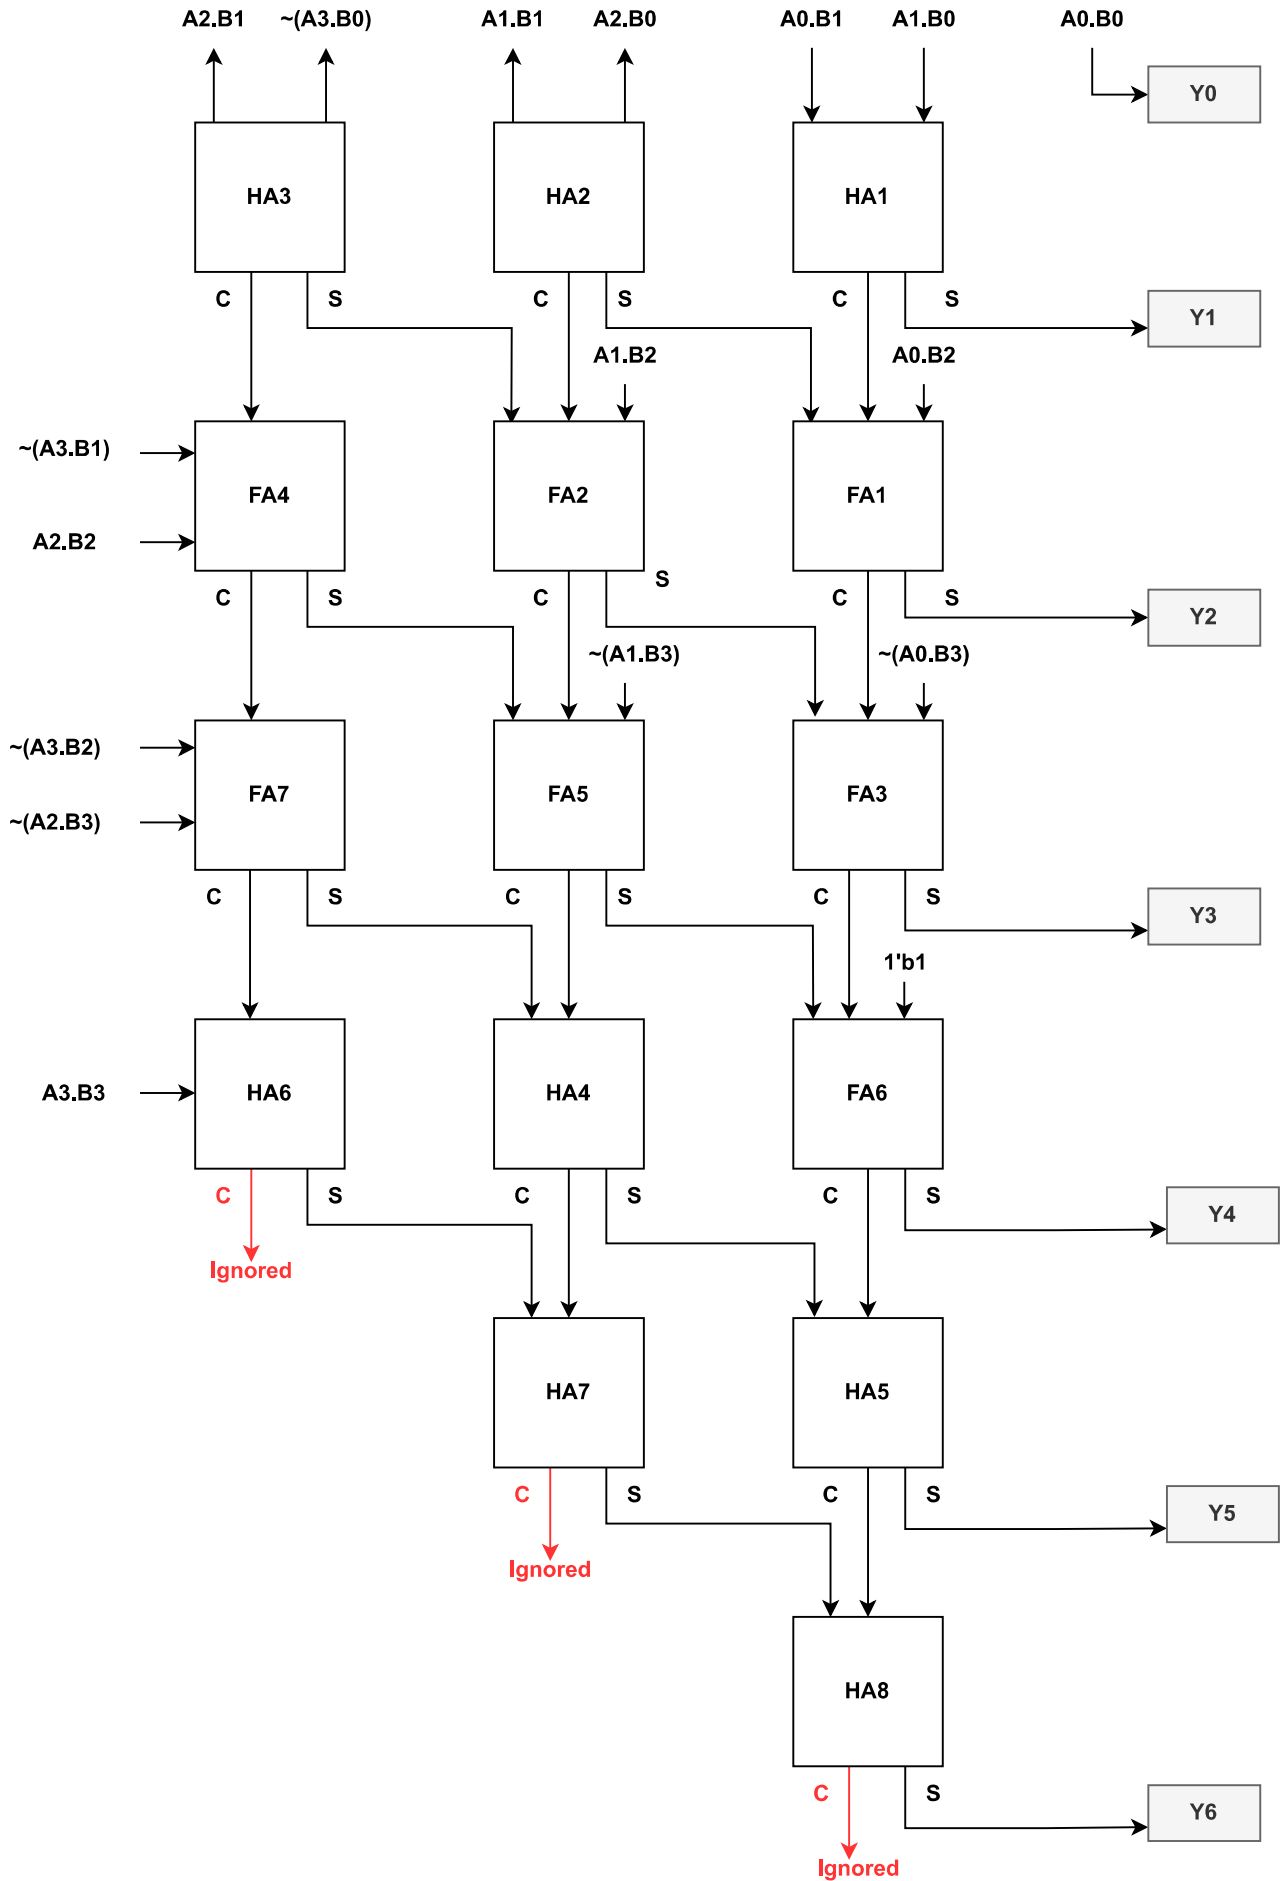 A2.B1 ~(A3.B0) A1.B1 A2.B0 A0.B1 A1.B0 A0.B0
Y0
HA3 HA2 HA1
C S C S C S
Y1
A1.B2 A0.B2
~(A3.B1)
FA4 FA2 FA1
A2.B2
S
C S C C S
Y2
~(A1.B3) ~(A0.B3)
~(A3.B2)
FA7 FA5 FA3
~(A2.B3)
C S C S C S
Y3
1'b1
A3.B3 HA6 HA4 FA6
C S C S C S
Y4
Ignored
HA7 HA5
C S C S
Y5
Ignored
HA8
C S
Y6
Ignored